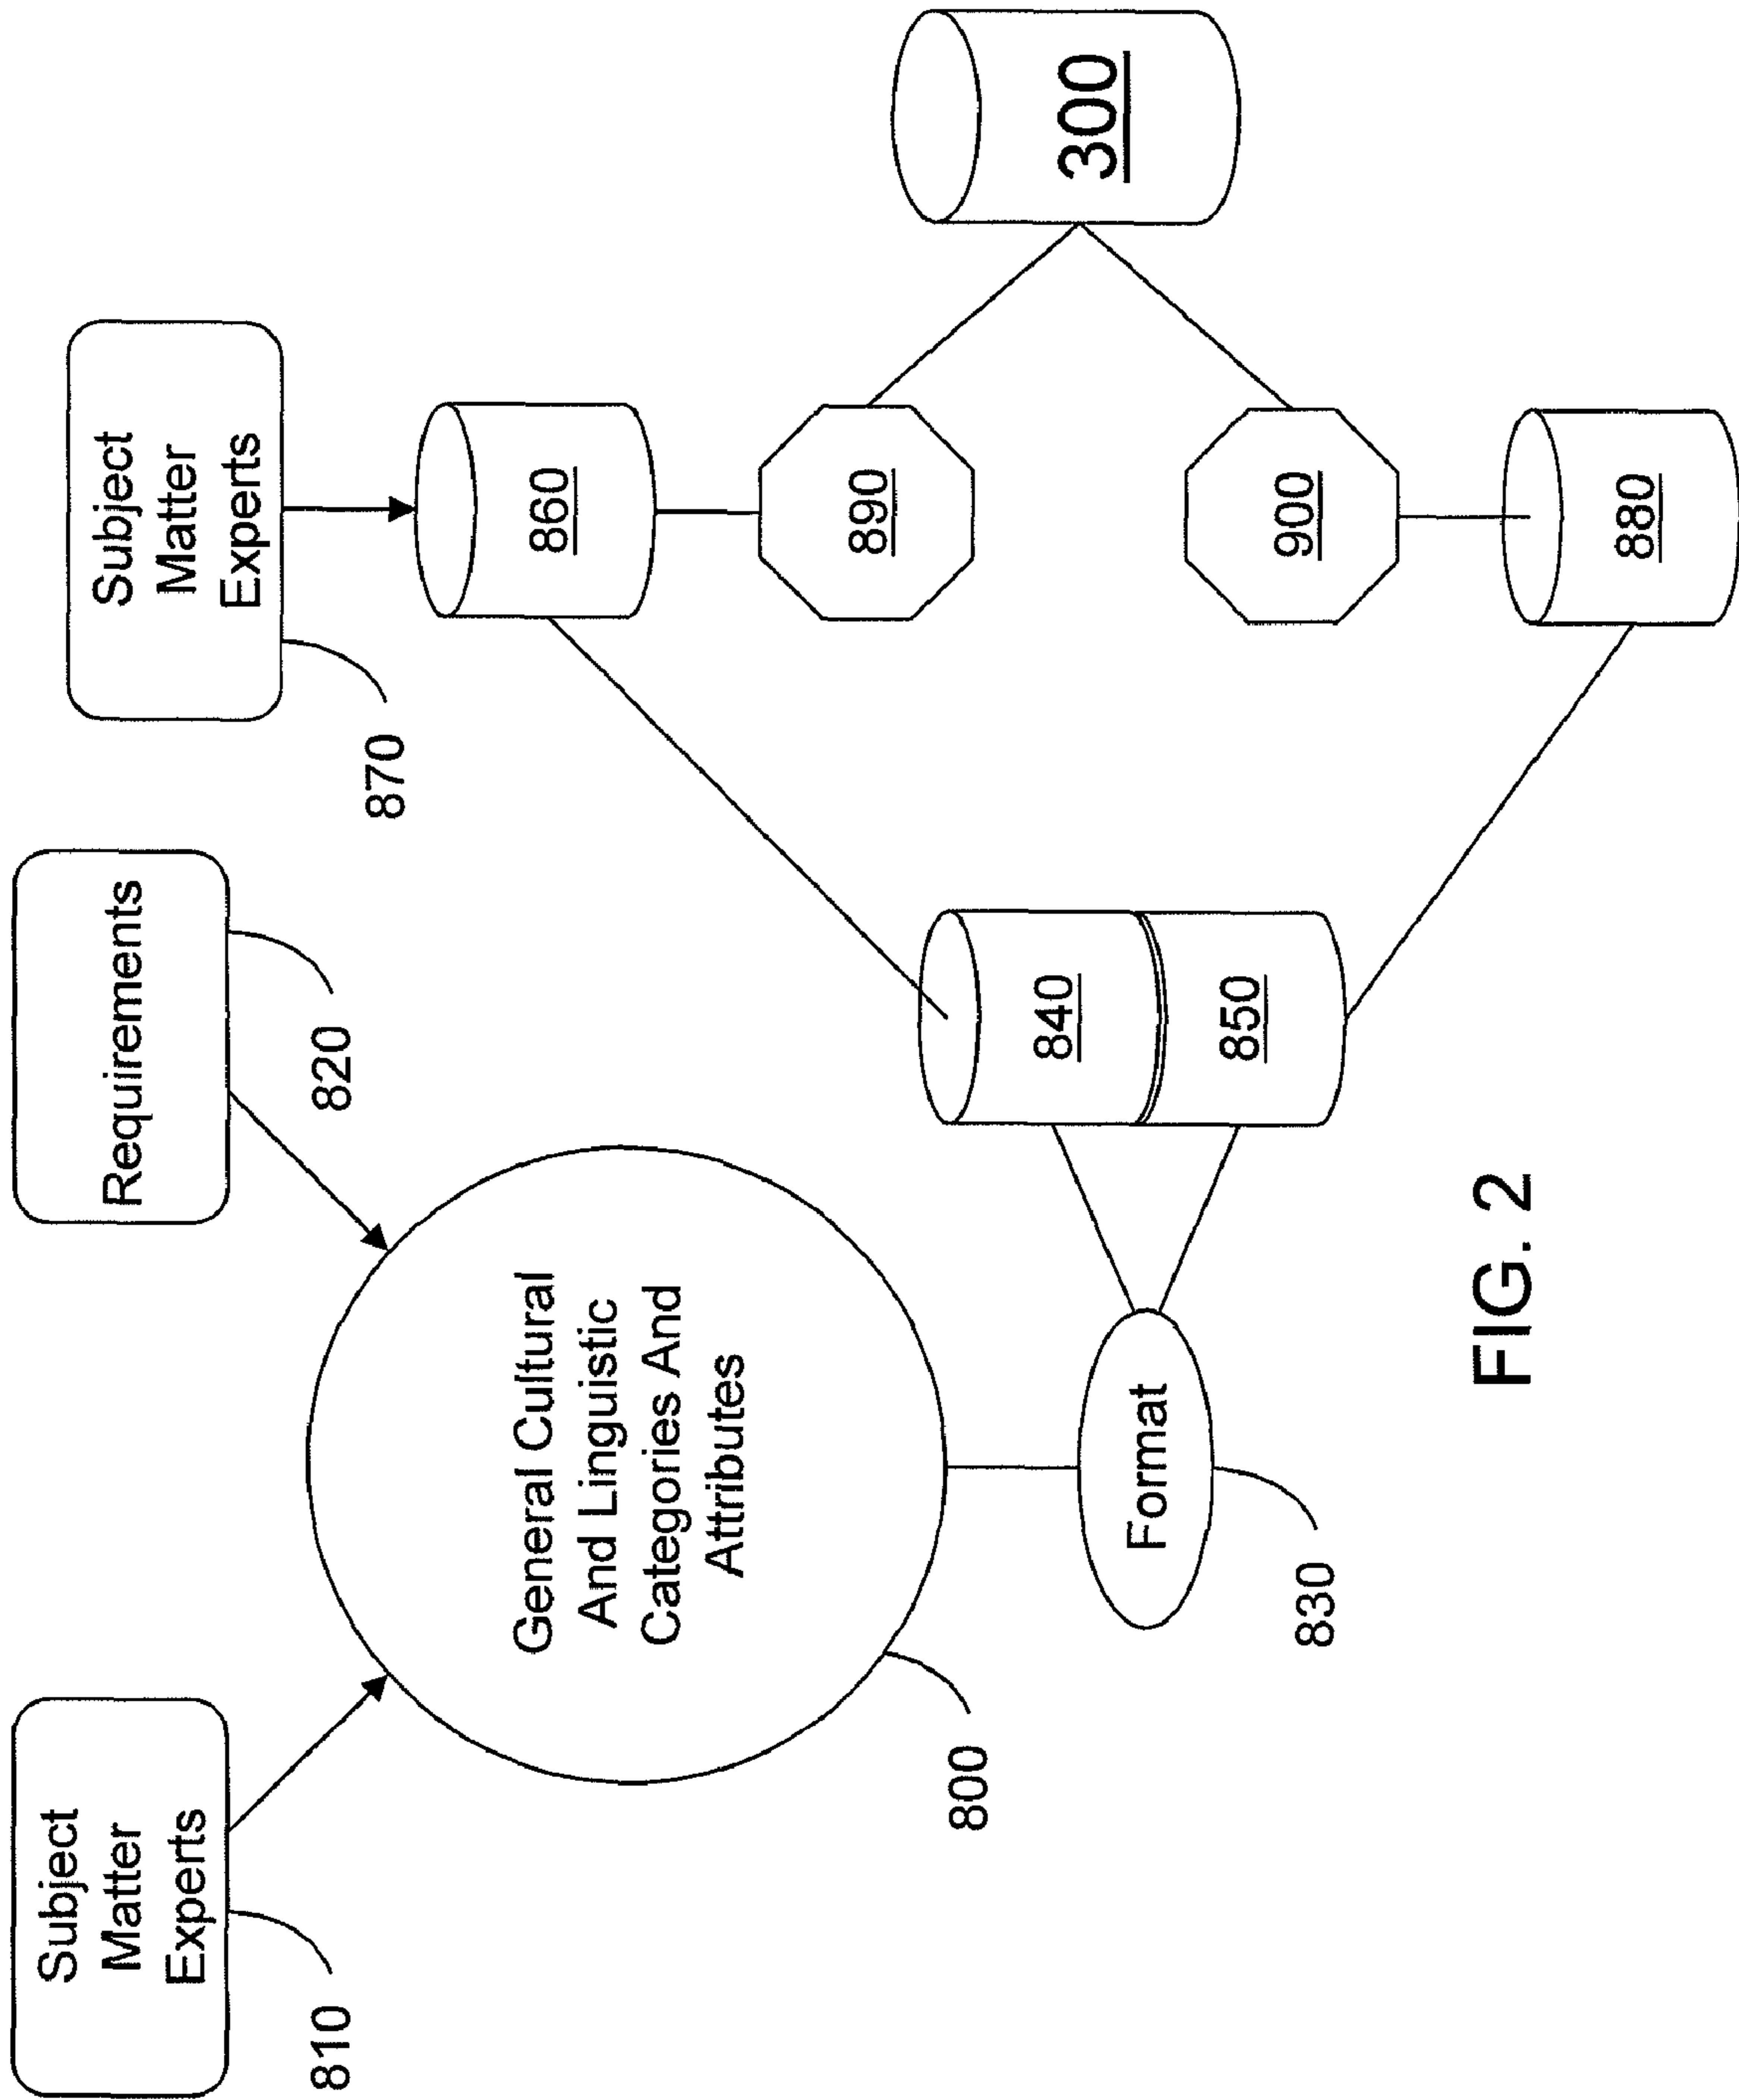 Subject
Matter
Experts
810
Requirements
820
Subject
Matter
Experts
870
General Cultural
And Linguistic
Categories And
Attributes
800
Format
830
840
850
860
890
900
880
300
FIG. 2